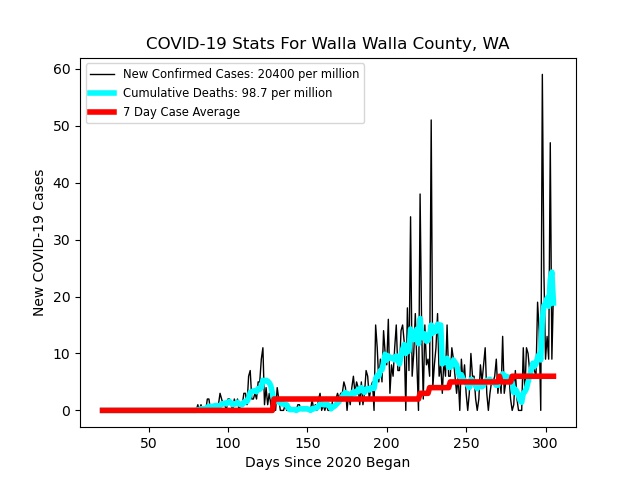 COVID-19 Stats For Walla Walla County, WA
New Confirmed Cases: 20400 per million
Cumulative Deaths: 98.7 per million
7 Day Case Average
60
50
40
30
20
10
0
New COVID-19 Cases
50 100 150 200 250 300
Days Since 2020 Began